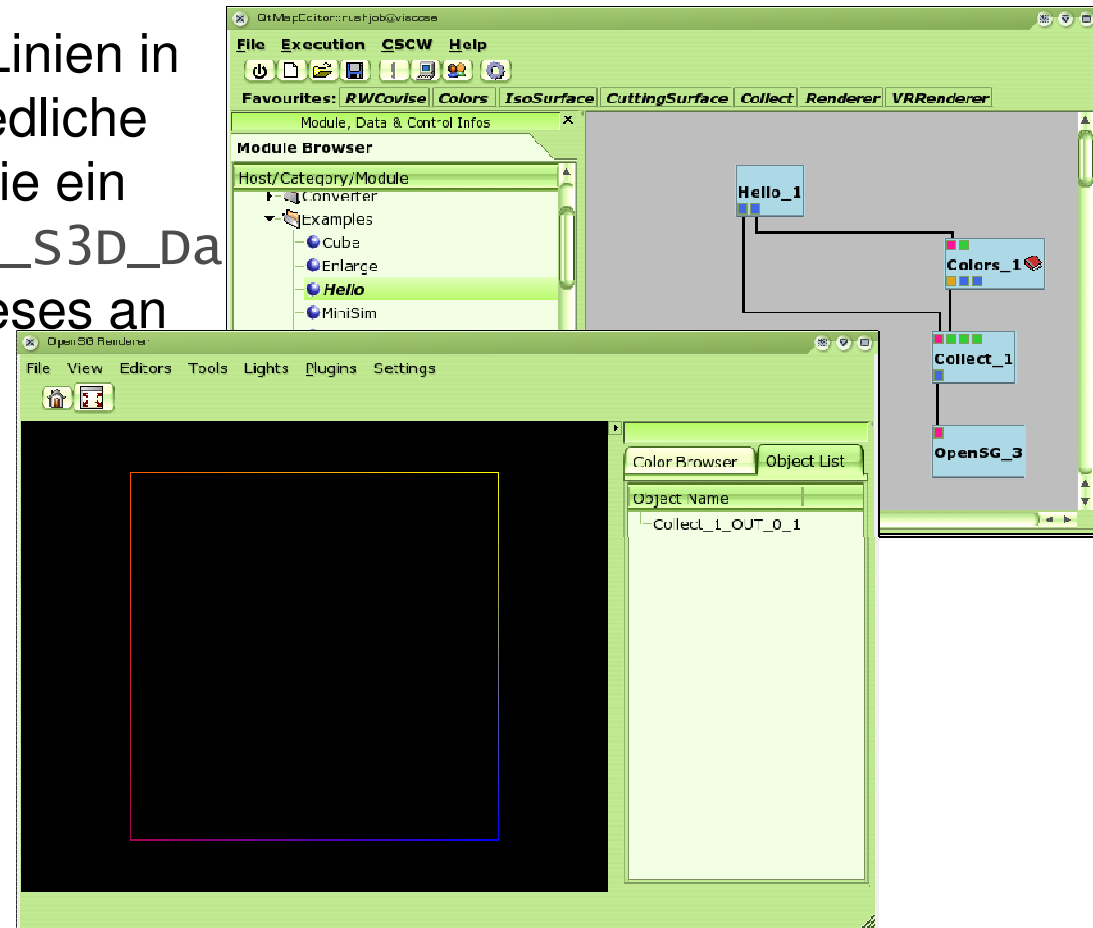 Linien in
edliche
ie ein
_S3D_Da
eses an
QtMapEditor::rushjob@viscose
File Execution CSCW Help
Favourites: RWCovise Colors IsoSurface CuttingSurface Collect Renderer VRRenderer
Module, Data & Control Infos
Module Browser
Host/Category/Module
Converter
Examples
Cube
Enlarge
Hello
MiniSim
Hello_1
Colors_1
Collect_1
OpenSG_3
OpenSG Renderer
File View Editors Tools Lights Plugins Settings
Color Browser Object List
Object Name
Collect_1_OUT_0_1